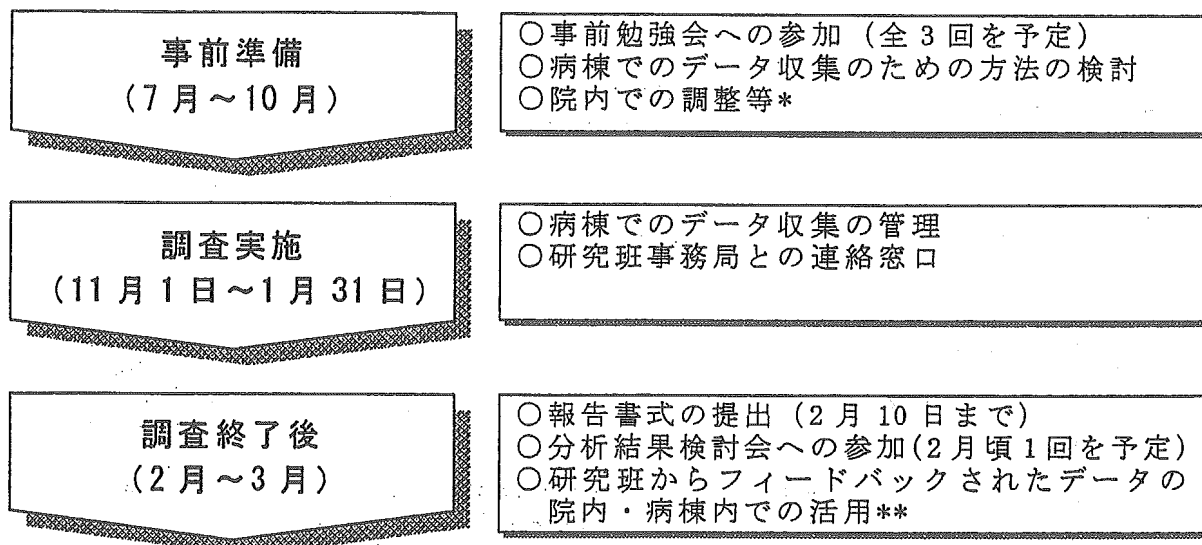 事前準備
(7月～10月)
○事前勉強会への参加（全3回を予定）
○病棟でのデータ収集のための方法の検討
○院内での調整等*
調査実施
(11月1日～1月31日)
○病棟でのデータ収集の管理
○研究班事務局との連絡窓口
調査終了後
(2月～3月)
○報告書式の提出（2月10日まで）
○分析結果検討会への参加(2月頃1回を予定)
○研究班からフィードバックされたデータの
院内・病棟内での活用**